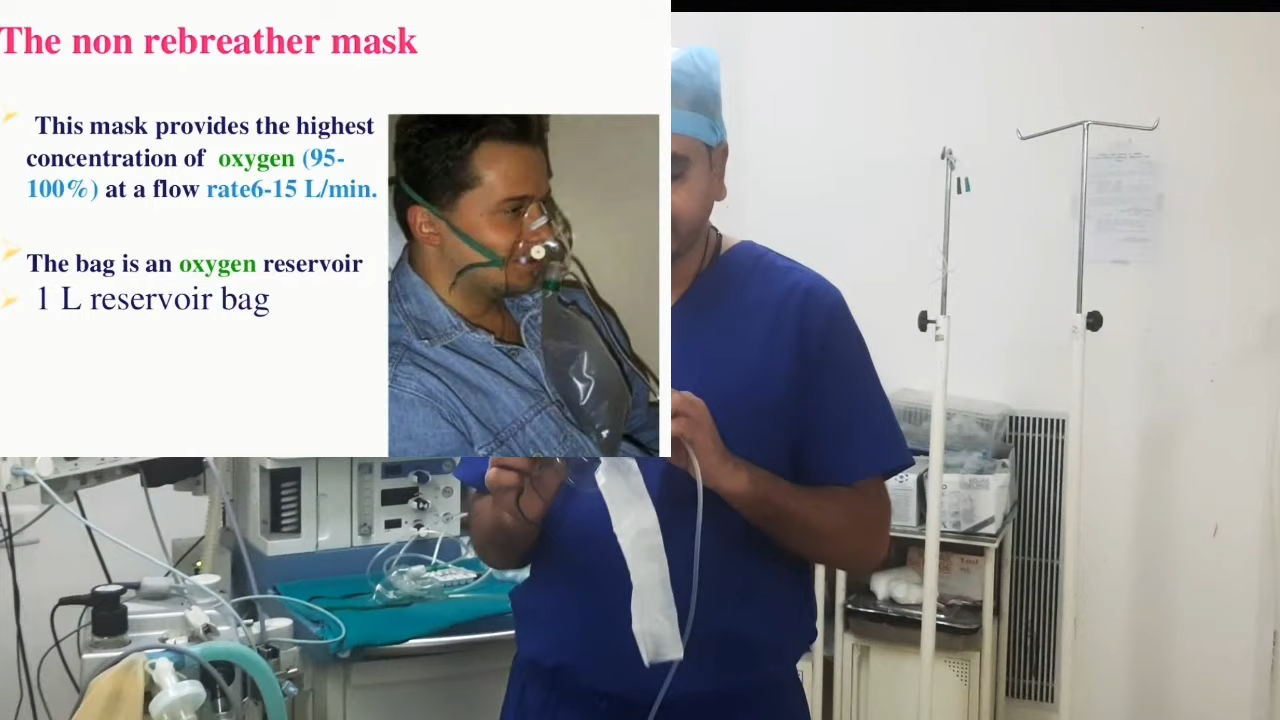 The non rebreather mask
This mask provides the highest
concentration of oxygen (95-
100%) at a flow rate6-15 L/min.
The bag is an oxygen reservoir
1 L reservoir bag